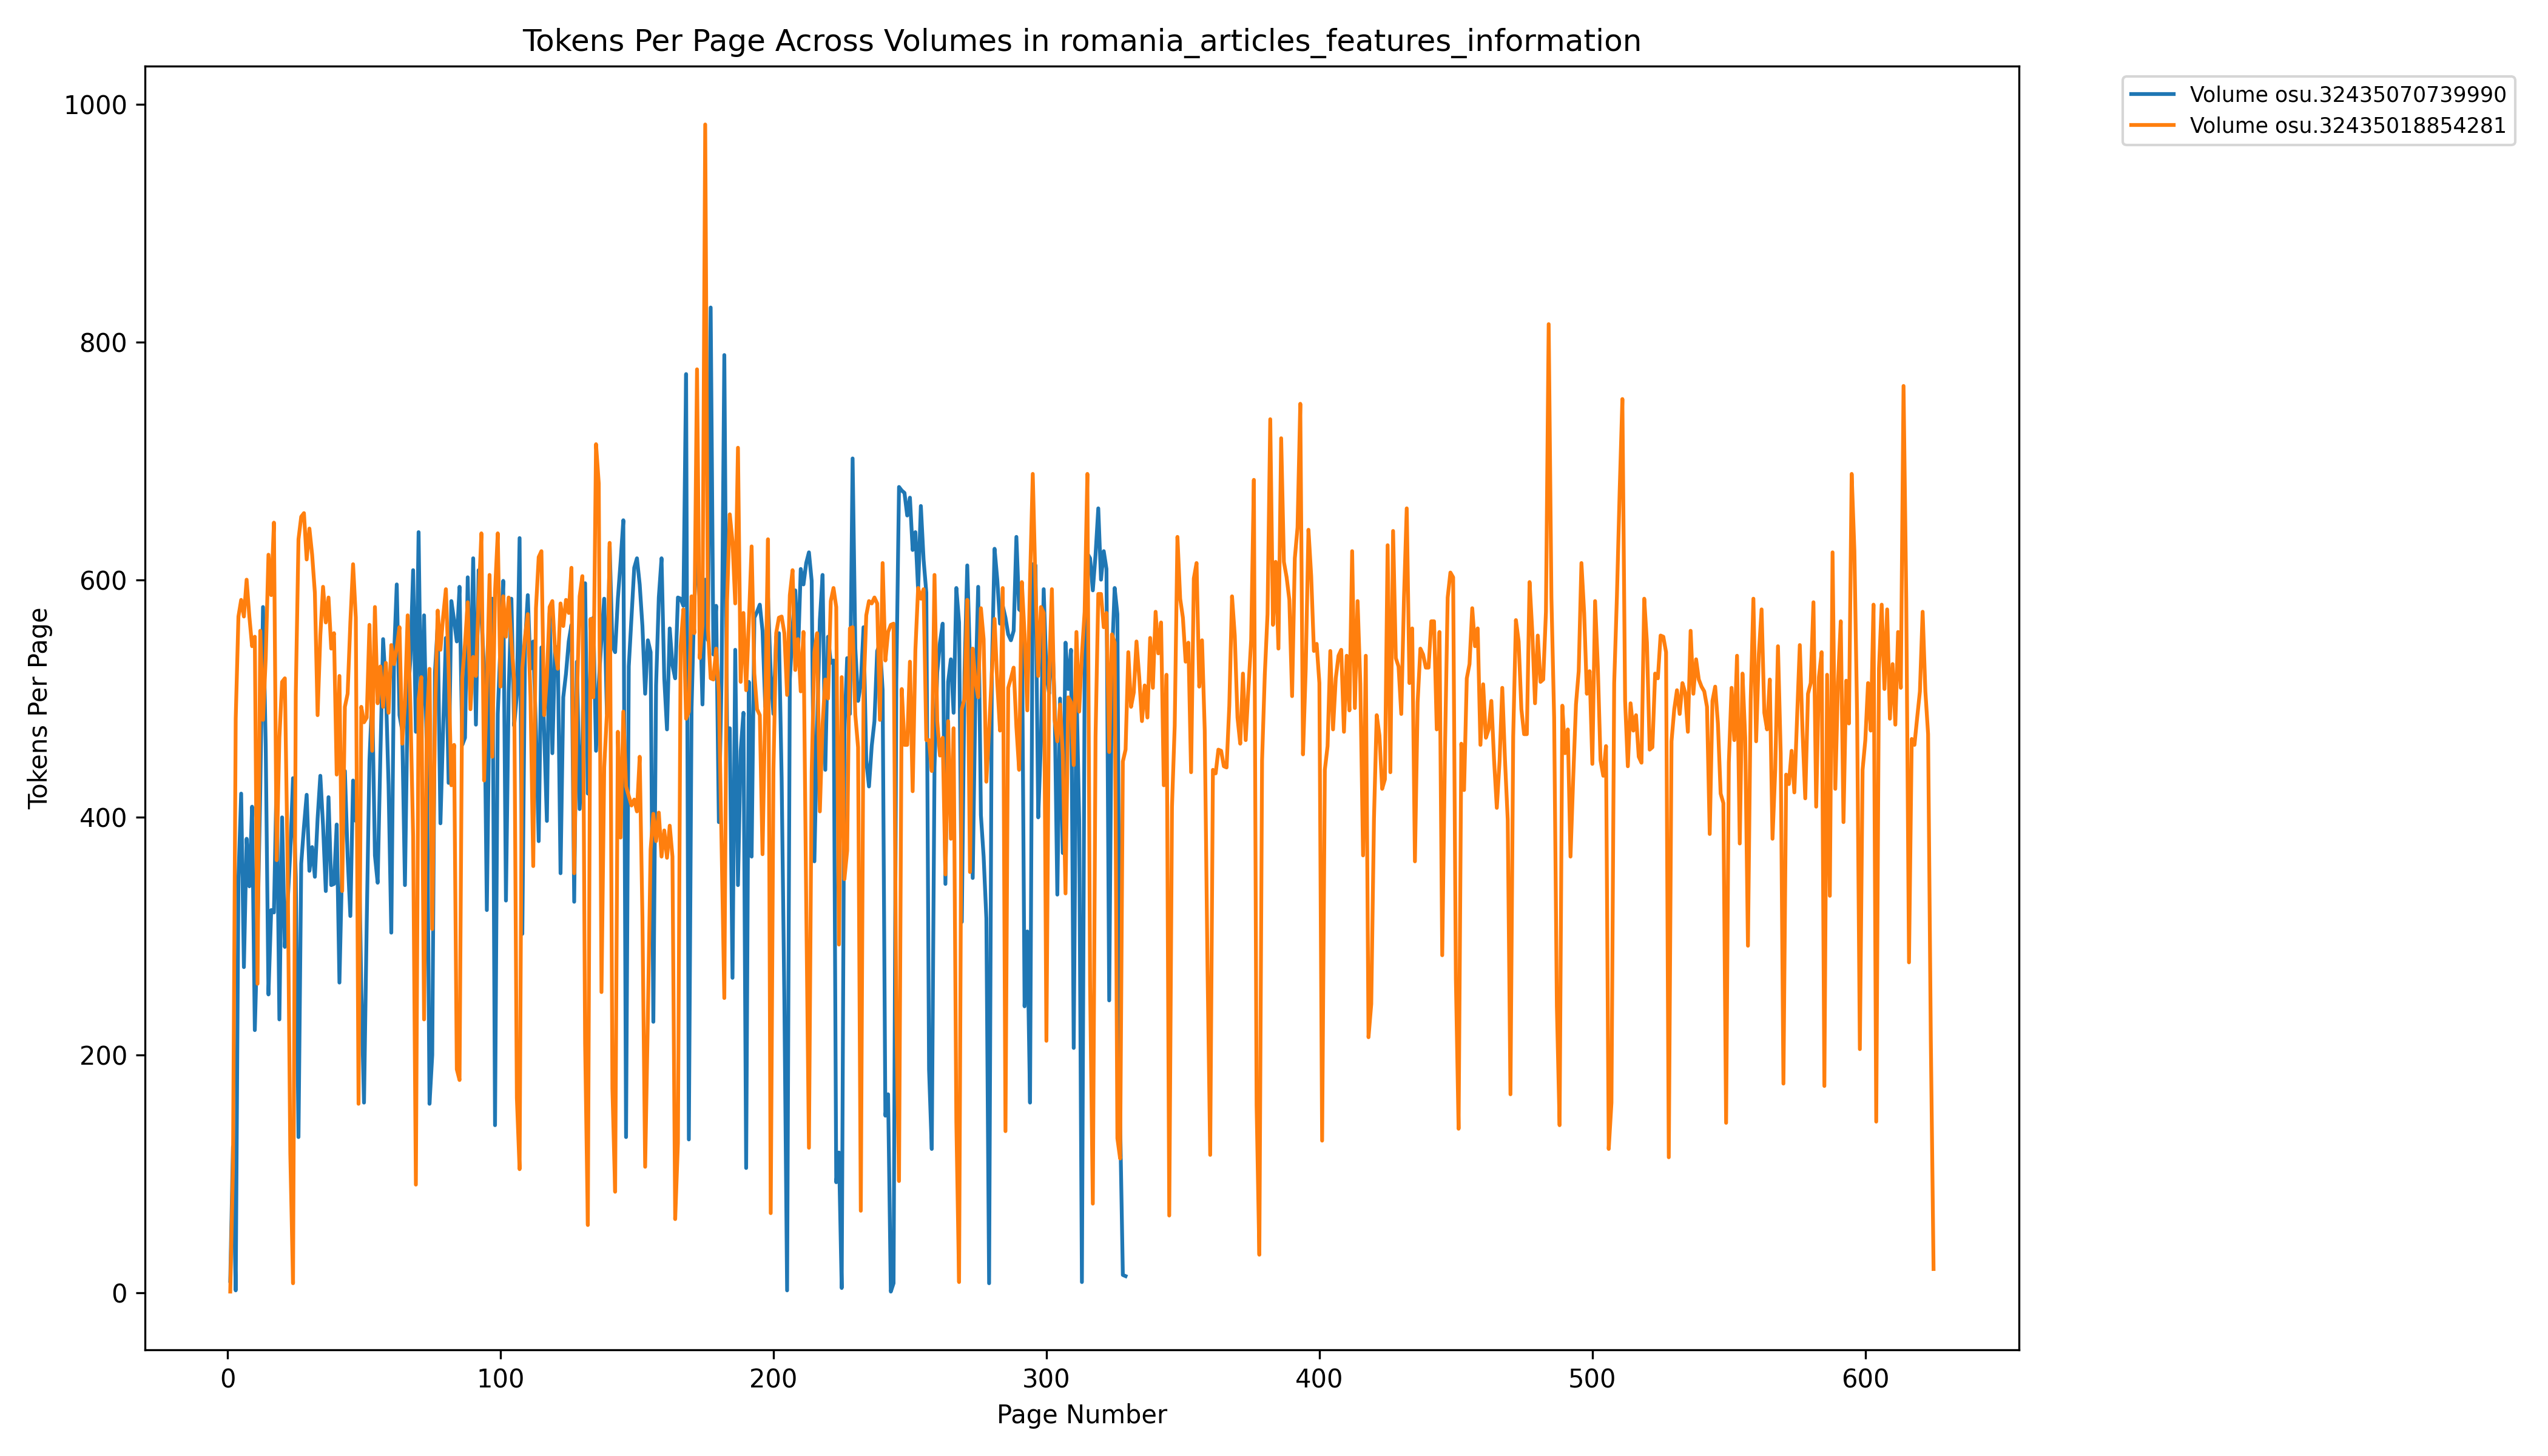 Tokens Per Page Across Volumes in romania_articles_features_information
Volume osu.32435070739990
Volume osu.32435018854281
Tokens Per Page
1000
800
600
400
200
0
0 100 200 300 400 500 600
Page Number